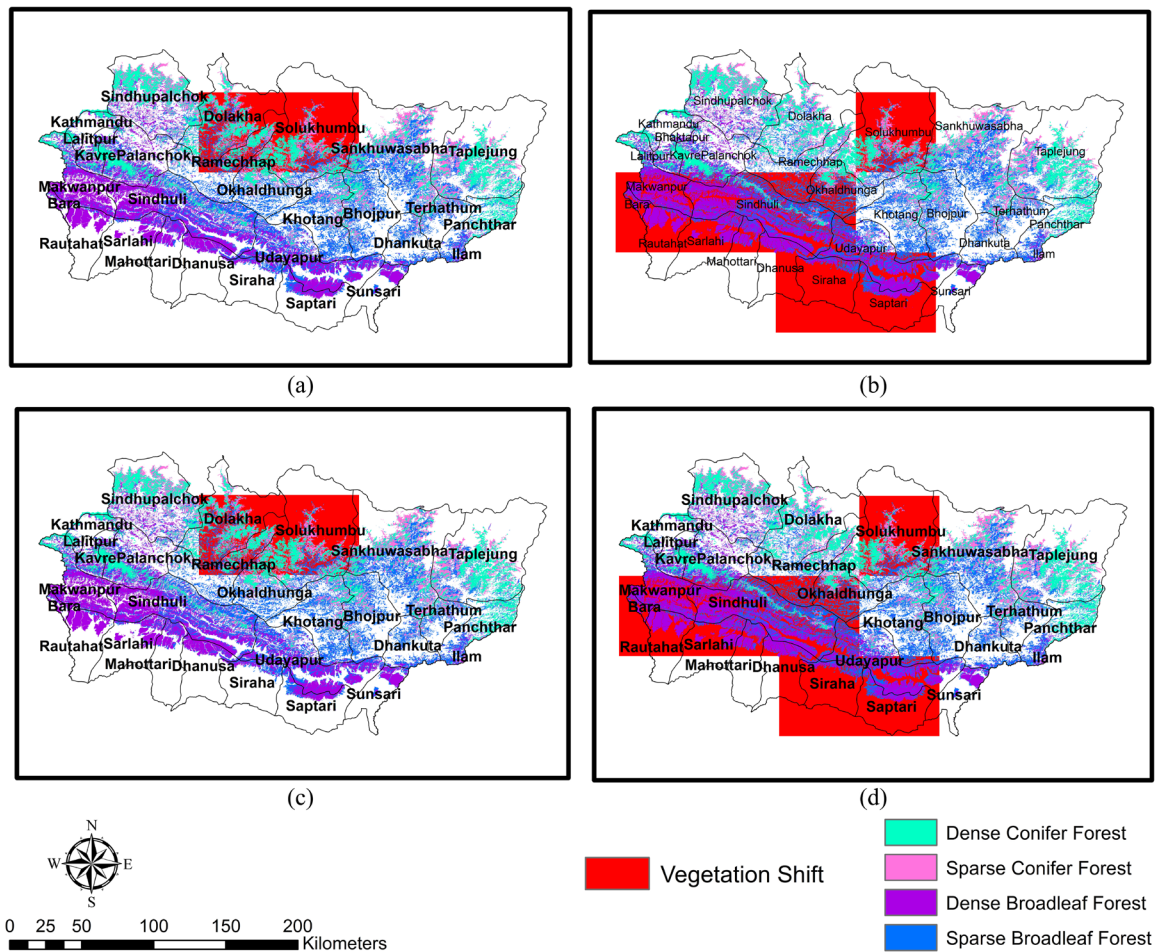 Sindhupalchok
Dolakha
Kathmandu
Solukhumbu
Lalitpur
Sankhuwasabha
KavrePalanchok
Ramechhap
Taplejung
Makwanpur
Okhaldhunga
Bara
Sindhuli
Khotang
Bhojpur
Terhathum
Panchthar
Rautahat
Sarlahi
Dhankuta
Mahottari
Dhanusa
Udayapur
Ilam
Siraha
Sunsari
Saptari
(a)
Sindhupalchok
Dolakha
Kathmandu
Sankhuwasabha
Bhaktapur
Solukhumbu
Lalitpur
KavrePalanchok
Ramechhap
Taplejung
Makwanpur
Okhaldhunga
Bara
Sindhuli
Khotang
Bhojpur
Terhathum
Panchthar
Rautahat
Sarlahi
Udayapur
Dhankuta
Ilam
Mahottari
Dhanusa
Siraha
Sunsari
Saptari
(b)
Sindhupalchok
Dolakha
Kathmandu
Solukhumbu
Lalitpur
Sankhuwasabha
KavrePalanchok
Ramechhap
Taplejung
Makwanpur
Okhaldhunga
Bara
Sindhuli
Khotang
Bhojpur
Terhathum
Panchthar
Rautahat
Sarlahi
Dhankuta
Mahottari
Dhanusa
Udayapur
Ilam
Siraha
Sunsari
Saptari
(c)
Sindhupalchok
Dolakha
Kathmandu
Solukhumbu
Lalitpur
Sankhuwasabha
KavrePalanchok
Ramechhap
Taplejung
Makwanpur
Okhaldhunga
Bara
Sindhuli
Khotang
Bhojpur
Terhathum
Panchthar
Rautahat
Sarlahi
Dhankuta
Mahottari
Dhanusa
Udayapur
Ilam
Siraha
Sunsari
Saptari
(d)
N
W
E
S
0 25 50 100 150 200
Kilometers
Vegetation Shift
Dense Conifer Forest
Sparse Conifer Forest
Dense Broadleaf Forest
Sparse Broadleaf Forest